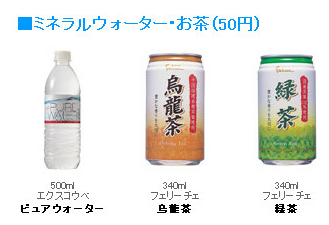 ■ミネラルウォーター・お茶(50円)
PURE WATER
烏龍茶
緑茶
500ml
エクスコウベ
ピュアウォーター
340ml
フェリーチェ
烏龍茶
340ml
フェリーチェ
緑茶